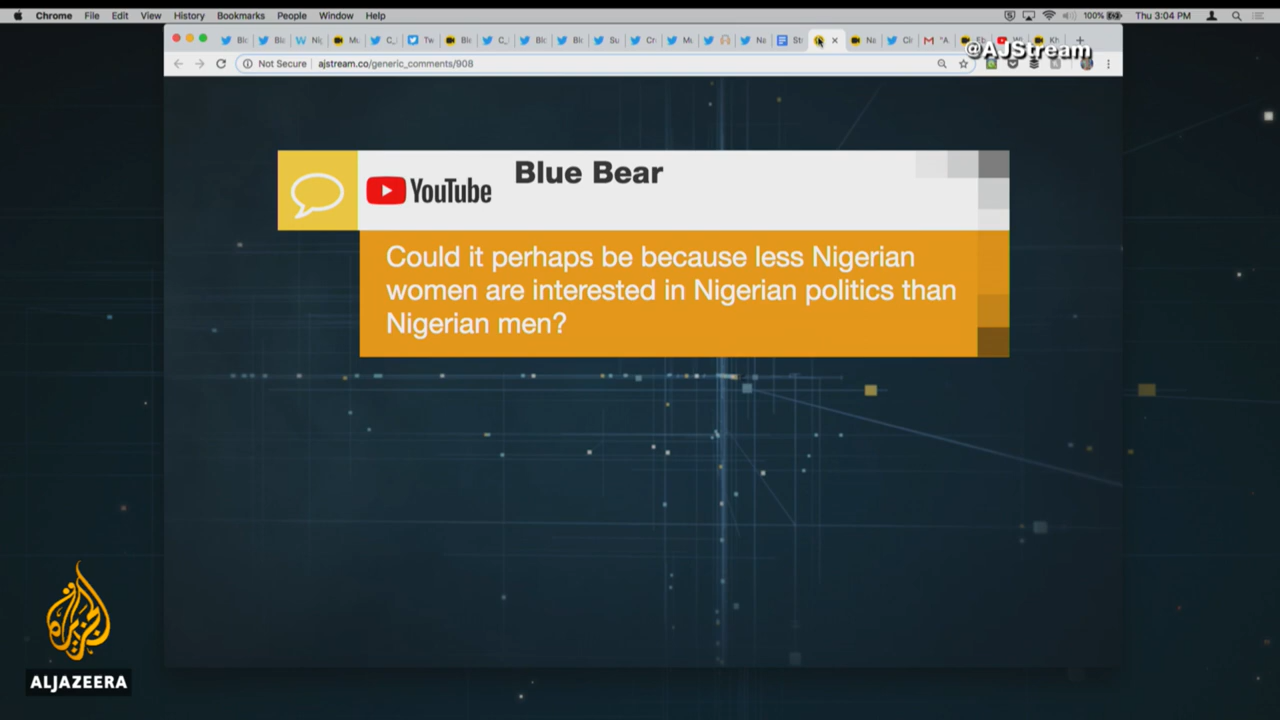 Chrome File Edit View History Bookmarks People Window Help
100% Thu 3:04 PM
@AJStream
Not Secure ajstream.co/generic_comments/908
YouTube
Blue Bear
Could it perhaps be because less Nigerian
women are interested in Nigerian politics than
Nigerian men?
ALJAZEERA